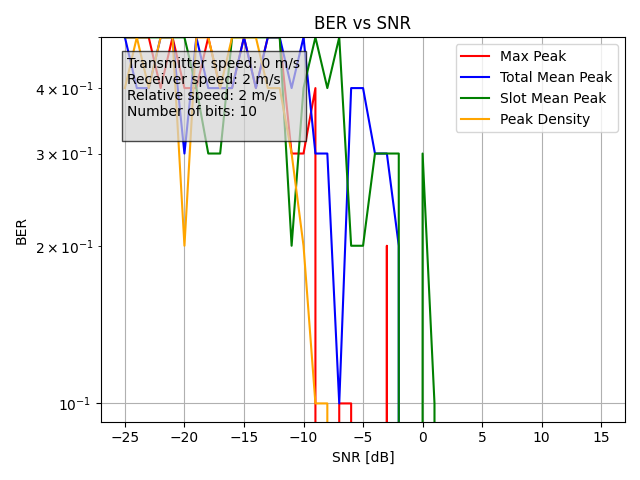 BER vs SNR
Transmitter speed: 0 m/s
Receiver speed: 2 m/s
Relative speed: 2 m/s
Number of bits: 10
Max Peak
Total Mean Peak
Slot Mean Peak
Peak Density
4 × 10⁻¹
3 × 10⁻¹
2 × 10⁻¹
10⁻¹
BER
−25 −20 −15 −10 −5 0 5 10 15
SNR [dB]